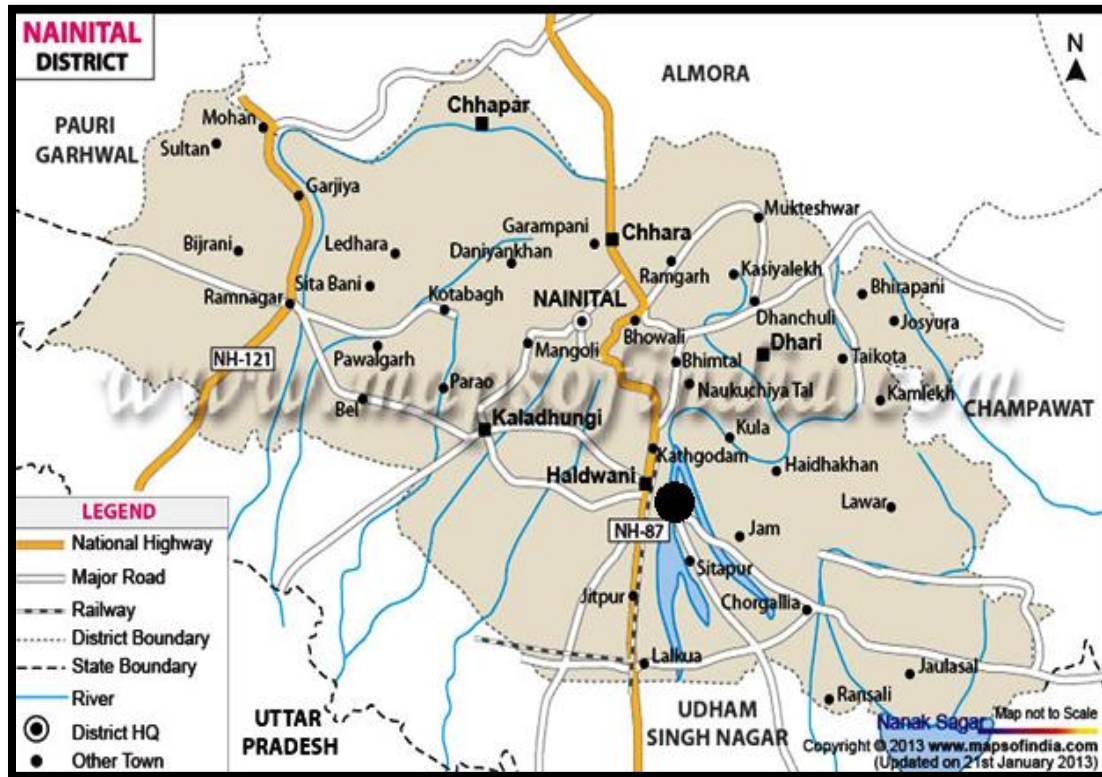 NAINITAL
DISTRICT
N
ALMORA
PAURI
GARHWAL
Mohan
Sultan
Chhapar
Garjiya
Mukteshwar
Garampani
Chhara
Bijrani
Ledhara
Daniyankhan
Ramgarh
Kasiyalekh
Sita Bani
Bhirapani
Ramnagar
Kotabagh
NAINITAL
Dhanchuli
Josyura
Bhowali
NH-121
Pawalgarh
Mangoli
Bhimtal
Dhari
Taikota
www.mapsofindia.com
Parao
Naukuchiya Tal
Kamlekh
Bel
CHAMPAWAT
Kaladhungi
Kula
Kathgodam
Haldwani
Haidhakhan
Lawar
NH-87
Jam
Sitapur
Jitpur
Chorgallia
Lalkua
Jaulasal
Ransali
UTTAR
PRADESH
UDHAM
SINGH NAGAR
Nanak Sagar
LEGEND
National Highway
Major Road
Railway
District Boundary
State Boundary
River
District HQ
Other Town
Map not to Scale
Copyright © 2013 www.mapsofindia.com
(Updated on 21st January 2013)